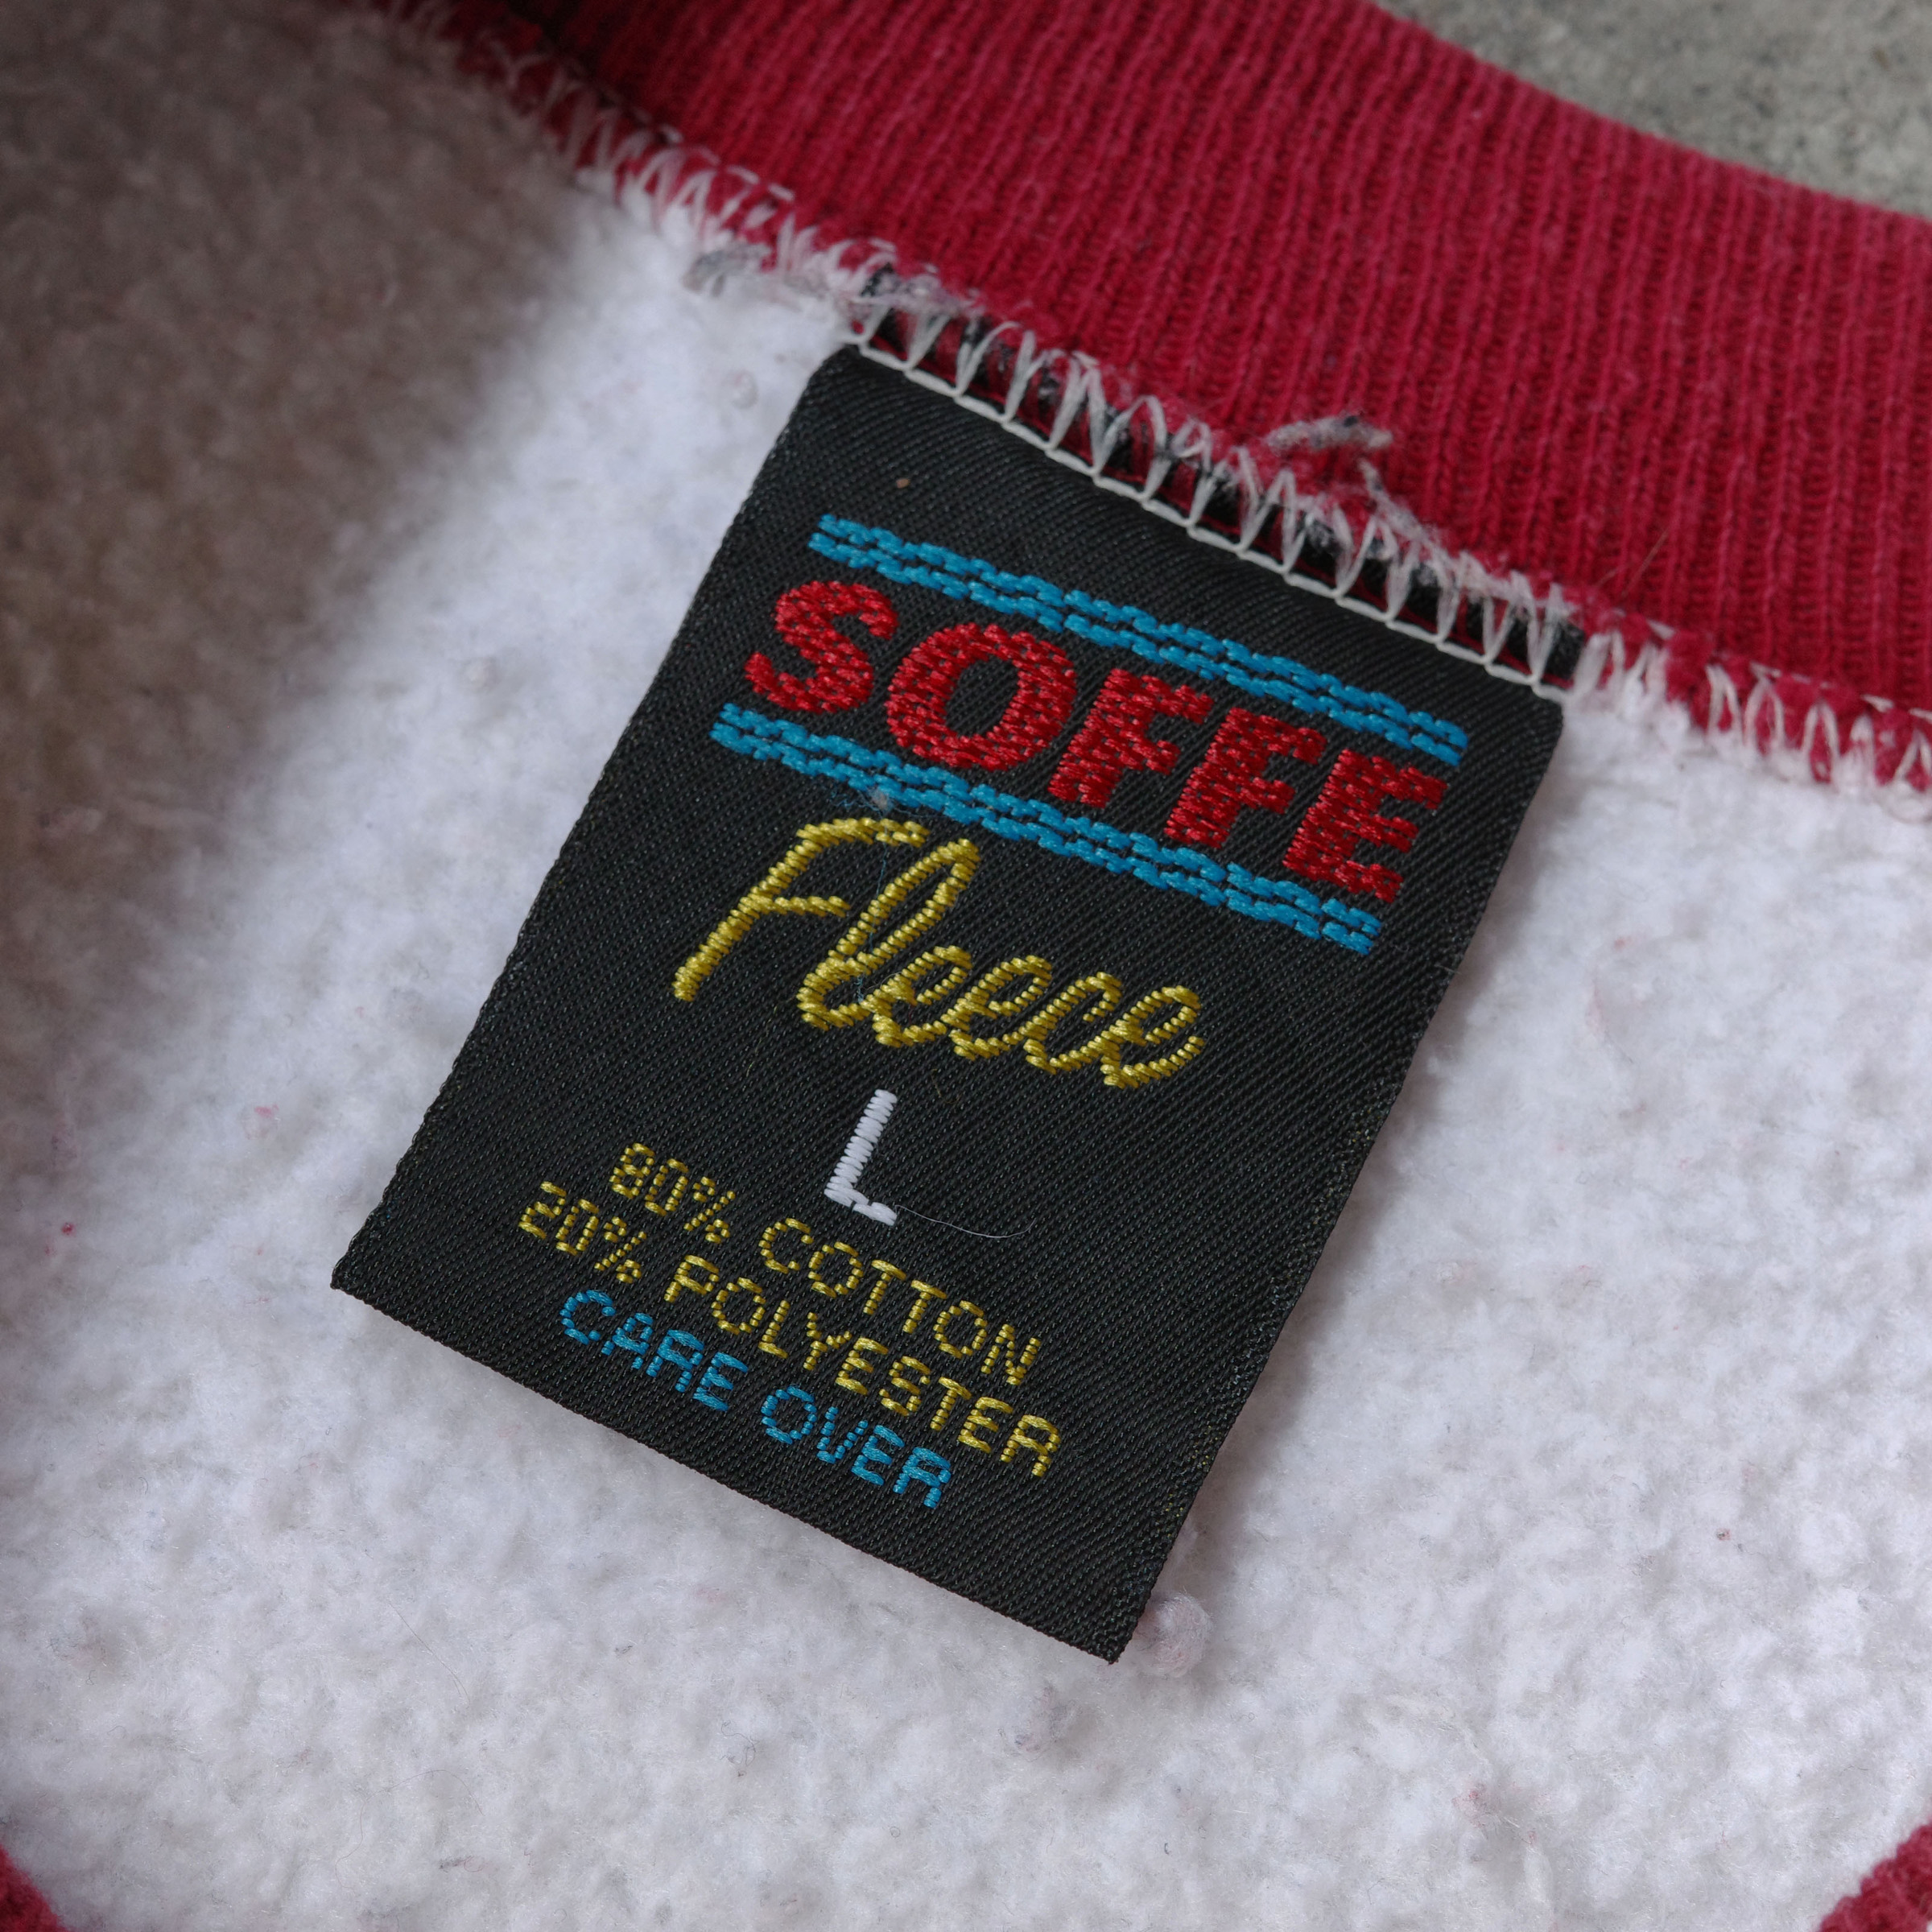 SOFFE
Fleece
L
80% COTTON
20% POLYESTER
CARE OVER